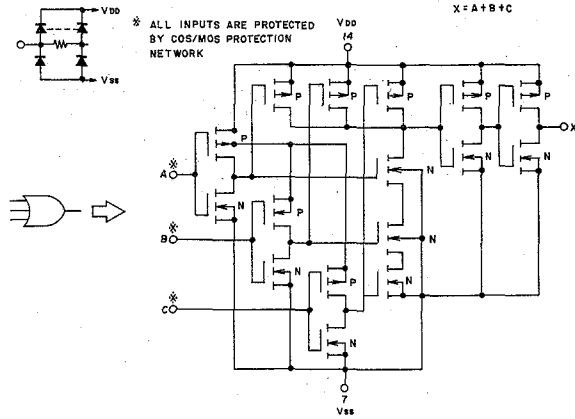 VDD
VSS
※ ALL INPUTS ARE PROTECTED
BY COS/MOS PROTECTION
NETWORK
X=A+B+C
VDD
14
P
P
P
P
P
N
N
N
P
X
※
A
N
P
N
※
B
N
P
N
※
C
N
7
VSS